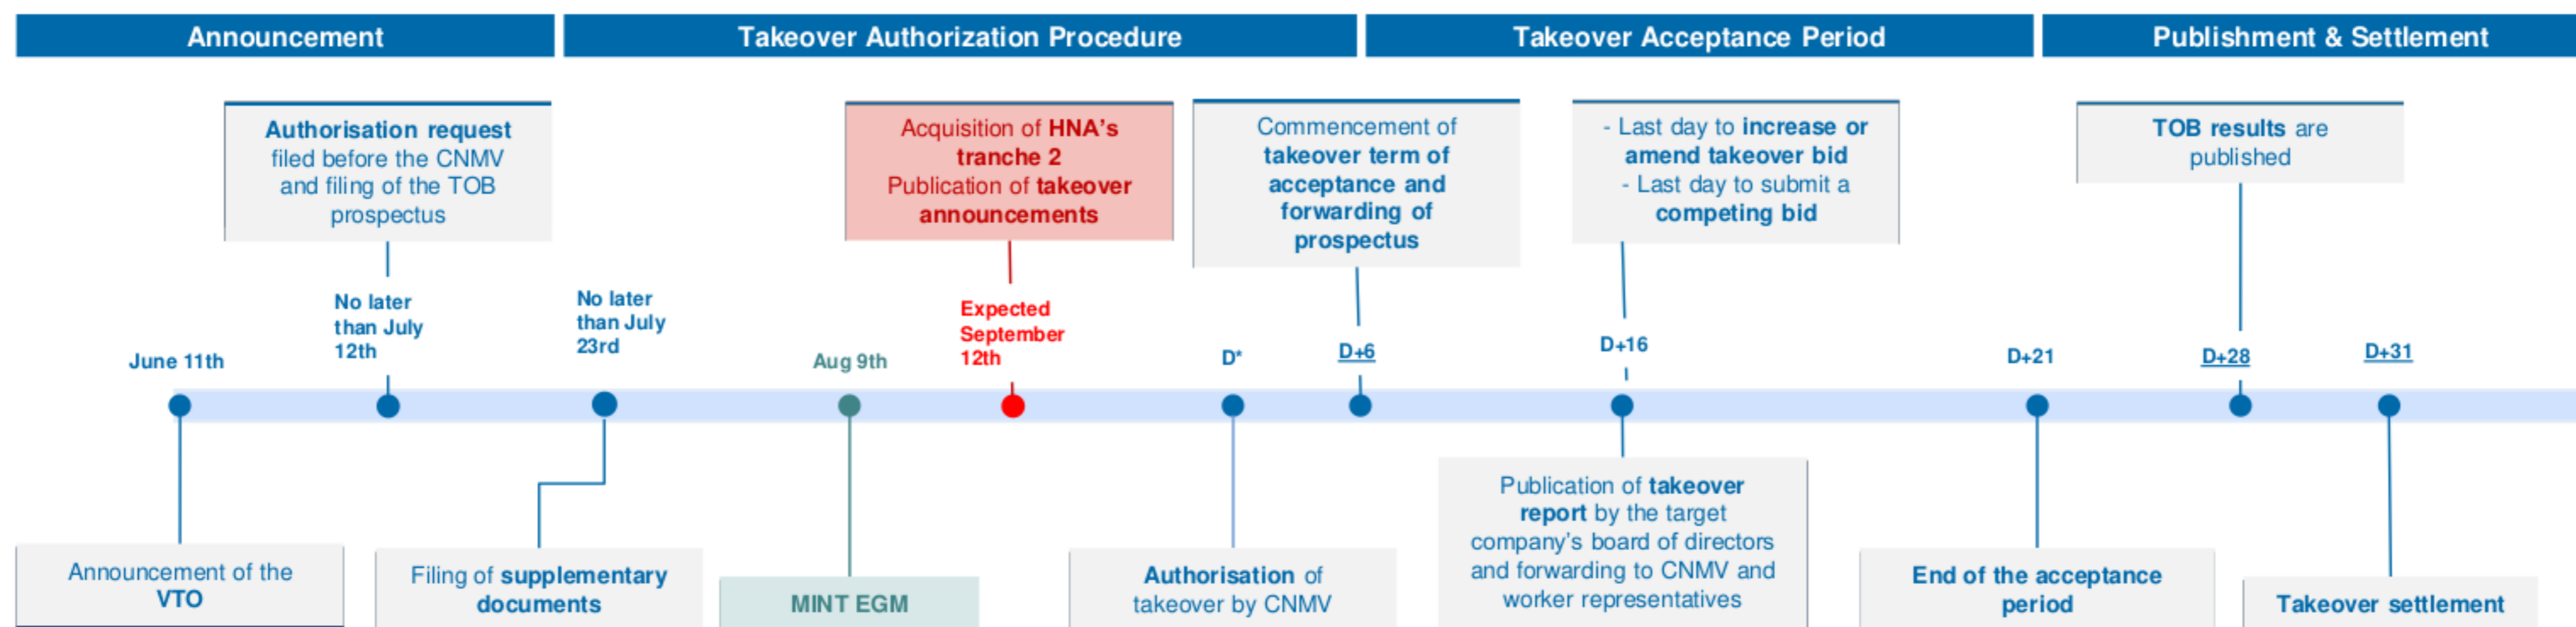 Announcement
Takeover Authorization Procedure
Takeover Acceptance Period
Publishment & Settlement
Authorisation request
filed before the CNMV
and filing of the TOB
prospectus
Acquisition of HNA's
tranche 2
Publication of takeover
announcements
Commencement of
takeover term of
acceptance and
forwarding of
prospectus
- Last day to increase or
amend takeover bid
- Last day to submit a
competing bid
TOB results are
published
June 11th
No later
than July
12th
No later
than July
23rd
Aug 9th
Expected
September
12th
D*
D+6
D+16
D+21
D+28
D+31
Announcement of the
VTO
Filing of supplementary
documents
MINT EGM
Authorisation of
takeover by CNMV
Publication of takeover
report by the target
company's board of directors
and forwarding to CNMV and
worker representatives
End of the acceptance
period
Takeover settlement